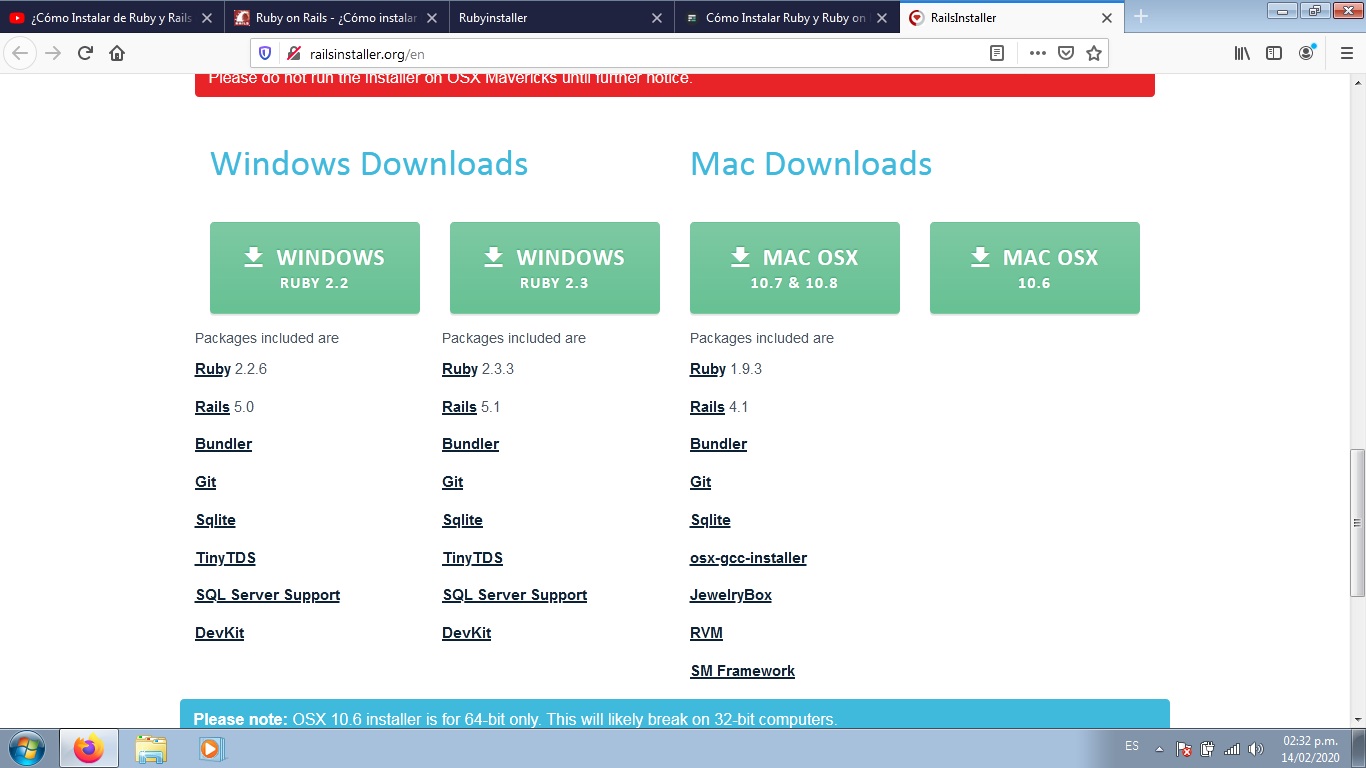 ¿Cómo Instalar de Ruby y Rails
Ruby on Rails - ¿Cómo instalar
Rubyinstaller
Cómo Instalar Ruby y Ruby on
RailsInstaller
railsinstaller.org/en
Please do not run the installer on OSX Mavericks until further notice.
Windows Downloads
Mac Downloads
WINDOWS
RUBY 2.2
WINDOWS
RUBY 2.3
MAC OSX
10.7 & 10.8
MAC OSX
10.6
Packages included are
Ruby 2.2.6
Rails 5.0
Bundler
Git
Sqlite
TinyTDS
SQL Server Support
DevKit
Packages included are
Ruby 2.3.3
Rails 5.1
Bundler
Git
Sqlite
TinyTDS
SQL Server Support
DevKit
Packages included are
Ruby 1.9.3
Rails 4.1
Bundler
Git
Sqlite
osx-gcc-installer
JewelryBox
RVM
SM Framework
Please note: OSX 10.6 installer is for 64-bit only. This will likely break on 32-bit computers.
ES
02:32 p.m.
14/02/2020